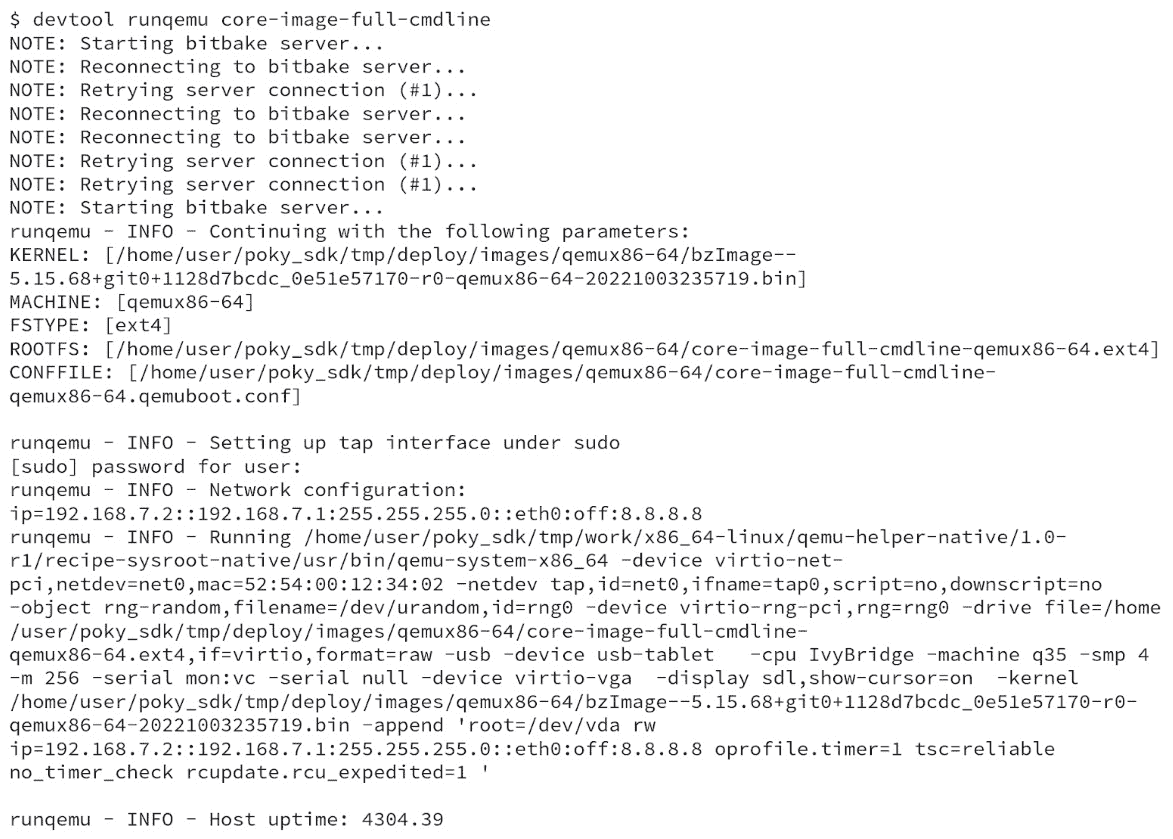 $ devtool runqemu core-image-full-cmdline
NOTE: Starting bitbake server...
NOTE: Reconnecting to bitbake server...
NOTE: Retrying server connection (#1)...
NOTE: Reconnecting to bitbake server...
NOTE: Reconnecting to bitbake server...
NOTE: Retrying server connection (#1)...
NOTE: Retrying server connection (#1)...
NOTE: Starting bitbake server...
runqemu - INFO - Continuing with the following parameters:
KERNEL: [/home/user/poky_sdk/tmp/deploy/images/qemux86-64/bzImage--
5.15.68+git0+1128d7bcdc_0e51e57170-r0-qemux86-64-20221003235719.bin]
MACHINE: [qemux86-64]
FSTYPE: [ext4]
ROOTFS: [/home/user/poky_sdk/tmp/deploy/images/qemux86-64/core-image-full-cmdline-qemux86-64.ext4]
CONFFILE: [/home/user/poky_sdk/tmp/deploy/images/qemux86-64/core-image-full-cmdline-
qemux86-64.qemuboot.conf]

runqemu - INFO - Setting up tap interface under sudo
[sudo] password for user:
runqemu - INFO - Network configuration:
ip=192.168.7.2::192.168.7.1:255.255.255.0::eth0:off:8.8.8.8
runqemu - INFO - Running /home/user/poky_sdk/tmp/work/x86_64-linux/qemu-helper-native/1.0-
r1/recipe-sysroot-native/usr/bin/qemu-system-x86_64 -device virtio-net-
pci,netdev=net0,mac=52:54:00:12:34:02 -netdev tap,id=net0,ifname=tap0,script=no,downscript=no
-object rng-random,filename=/dev/urandom,id=rng0 -device virtio-rng-pci,rng=rng0 -drive file=/home
/user/poky_sdk/tmp/deploy/images/qemux86-64/core-image-full-cmdline-
qemux86-64.ext4,if=virtio,format=raw -usb -device usb-tablet   -cpu IvyBridge -machine q35 -smp 4
-m 256 -serial mon:vc -serial null -device virtio-vga  -display sdl,show-cursor=on  -kernel
/home/user/poky_sdk/tmp/deploy/images/qemux86-64/bzImage--5.15.68+git0+1128d7bcdc_0e51e57170-r0-
qemux86-64-20221003235719.bin -append 'root=/dev/vda rw
ip=192.168.7.2::192.168.7.1:255.255.255.0::eth0:off:8.8.8.8 oprofile.timer=1 tsc=reliable
no_timer_check rcupdate.rcu_expedited=1 '

runqemu - INFO - Host uptime: 4304.39